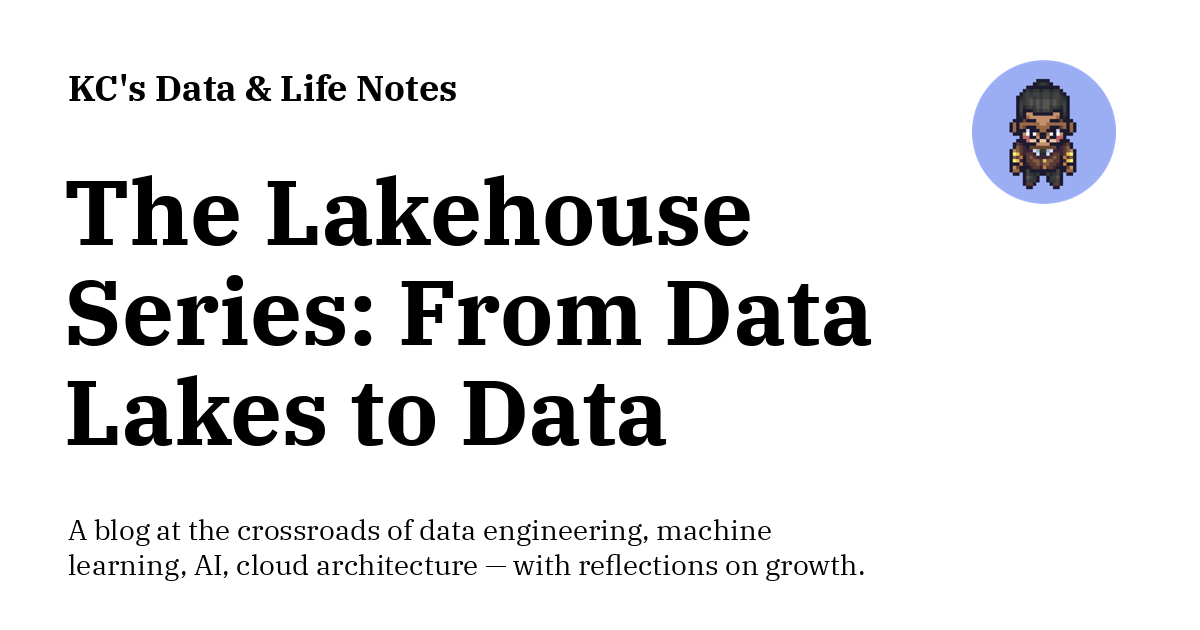 KC's Data & Life Notes
The Lakehouse
Series: From Data
Lakes to Data
A blog at the crossroads of data engineering, machine
learning, AI, cloud architecture — with reflections on growth.